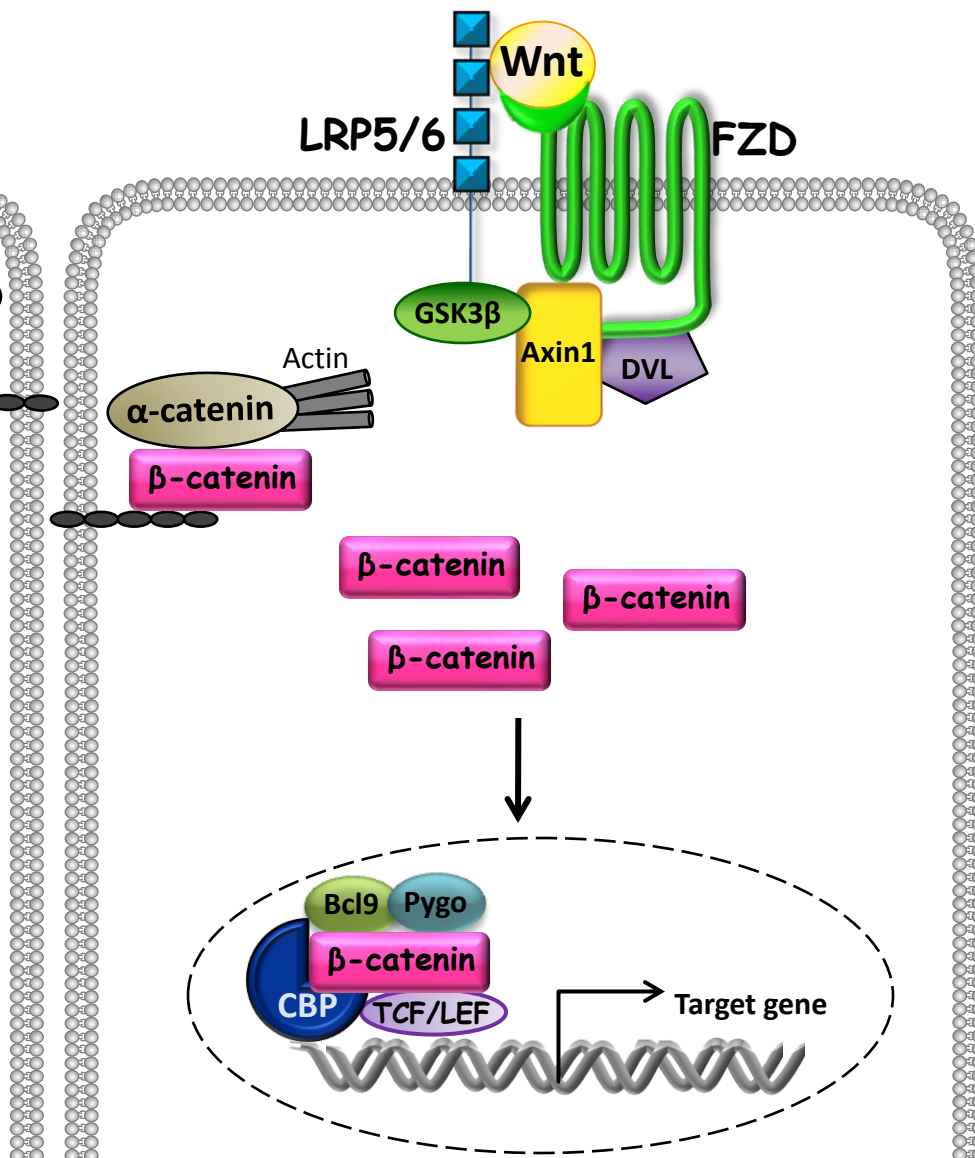 Wnt
LRP5/6
FZD
GSK3β
Axin1
DVL
Actin
α-catenin
β-catenin
β-catenin
β-catenin
β-catenin
Bcl9
Pygo
β-catenin
CBP
TCF/LEF
Target gene